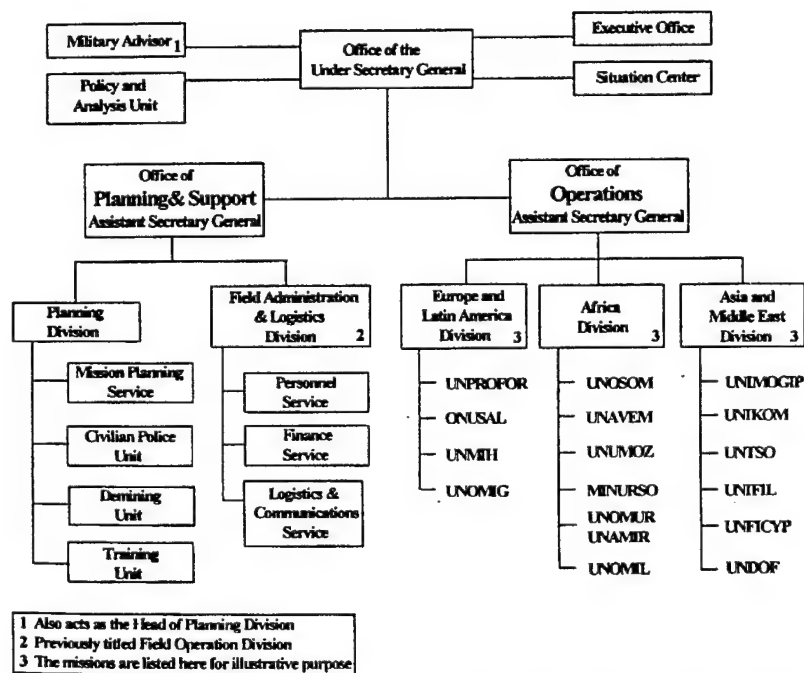 Military Advisor 1
Policy and
Analysis Unit
Office of the
Under Secretary General
Executive Office
Situation Center
Office of
Planning& Support
Assistant Secretary General
Office of
Operations
Assistant Secretary General
Planning
Division
Mission Planning
Service
Civilian Police
Unit
Demining
Unit
Training
Unit
Field Administration
& Logistics
Division 2
Personnel
Service
Finance
Service
Logistics &
Communications
Service
Europe and
Latin America
Division 3
UNPROFOR
ONUSAL
UNMIH
UNOMIG
Africa
Division 3
UNOSOM
UNAVEM
UNUMOZ
MINURSO
UNOMUR
UNAMIR
UNOMIL
Asia and
Middle East
Division 3
UNIMOGIP
UNIKOM
UNTSO
UNIFIL
UNFICYP
UNDOF
1 Also acts as the Head of Planning Division
2 Previously titled Field Operation Division
3 The missions are listed here for illustrative purpose